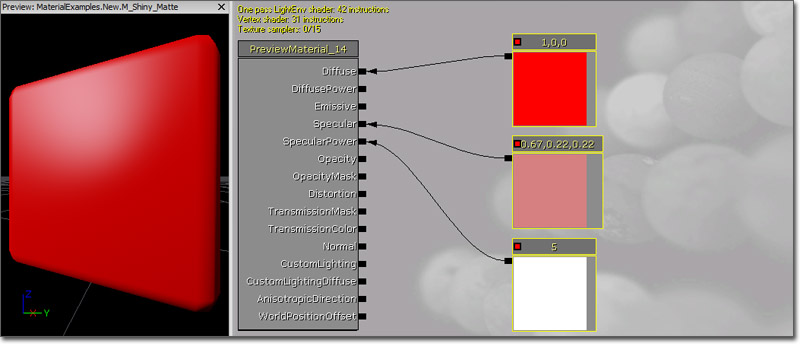 Preview: MaterialExamples.New.M_Shiny_Matte
One pass LightEnv shader: 42 instructions
Vertex shader: 31 instructions
Texture samplers: 0/15
PreviewMaterial_14
Diffuse
DiffusePower
Emissive
Specular
SpecularPower
Opacity
OpacityMask
Distortion
TransmissionMask
TransmissionColor
Normal
CustomLighting
CustomLightingDiffuse
AnisotropicDirection
WorldPositionOffset
1,0,0
0.67,0.22,0.22
5
Z
X
Y